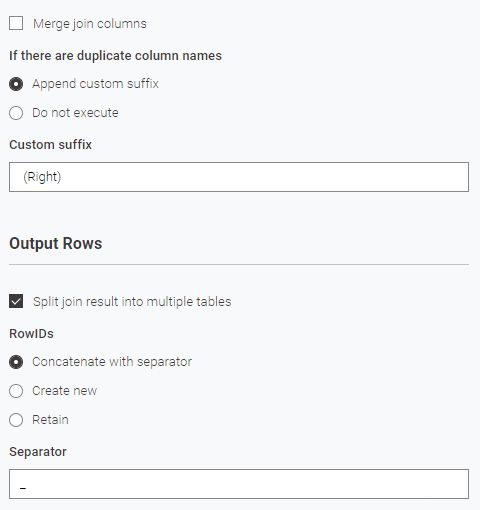 Merge join columns
If there are duplicate column names
Append custom suffix
Do not execute
Custom suffix
(Right)
Output Rows
Split join result into multiple tables
RowIDs
Concatenate with separator
Create new
Retain
Separator
_